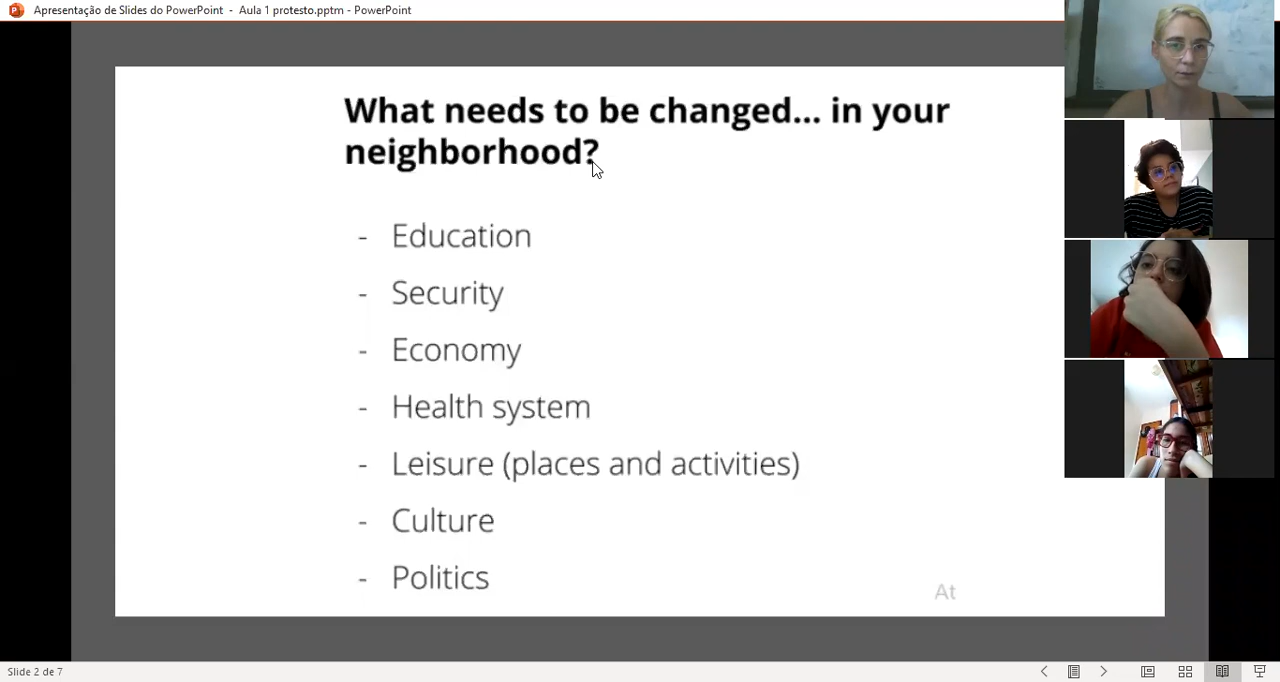 Apresentação de Slides do PowerPoint - Aula 1 protesto.pptm - PowerPoint
What needs to be changed... in your
neighborhood?
- Education
- Security
- Economy
- Health system
- Leisure (places and activities)
- Culture
- Politics
At
Slide 2 de 7